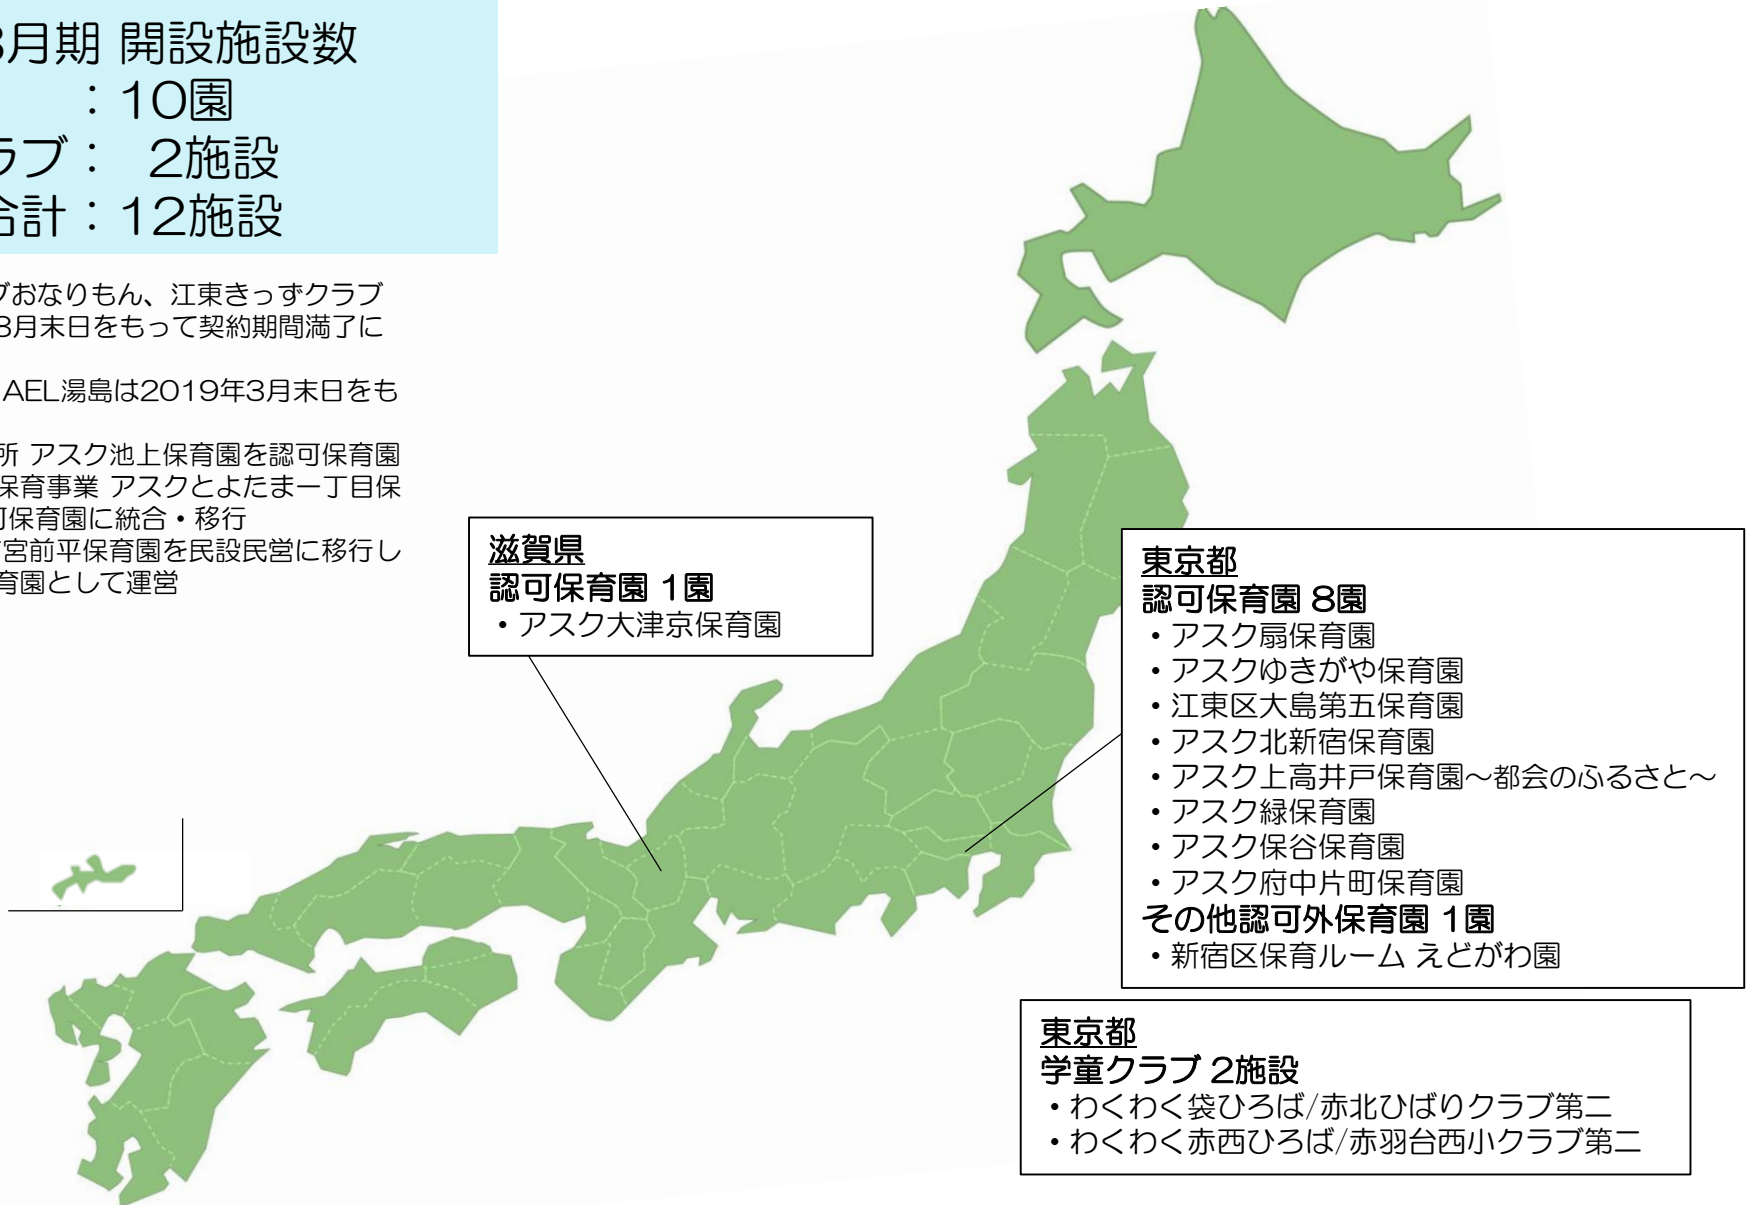 3月期 開設施設数
：10園
ラブ： 2施設
合計：12施設
ブおなりもん、江東きっずクラブ
8月末日をもって契約期間満了に
AEL湯島は2019年3月末日をも
所 アスク池上保育園を認可保育園
保育事業 アスクとよたま一丁目保
可保育園に統合・移行
宮前平保育園を民設民営に移行し
育園として運営
滋賀県
認可保育園 1園
・アスク大津京保育園
東京都
認可保育園 8園
・アスク扇保育園
・アスクゆきがや保育園
・江東区大島第五保育園
・アスク北新宿保育園
・アスク上高井戸保育園～都会のふるさと～
・アスク緑保育園
・アスク保谷保育園
・アスク府中片町保育園
その他認可外保育園 1園
・新宿区保育ルーム えどがわ園
東京都
学童クラブ 2施設
・わくわく袋ひろば/赤北ひばりクラブ第二
・わくわく赤西ひろば/赤羽台西小クラブ第二